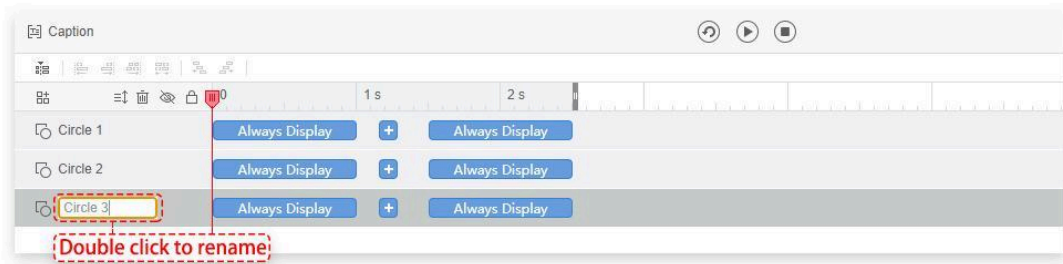 Caption
0 1 s 2 s
Circle 1 Always Display + Always Display
Circle 2 Always Display + Always Display
Circle 3 Always Display + Always Display
Double click to rename